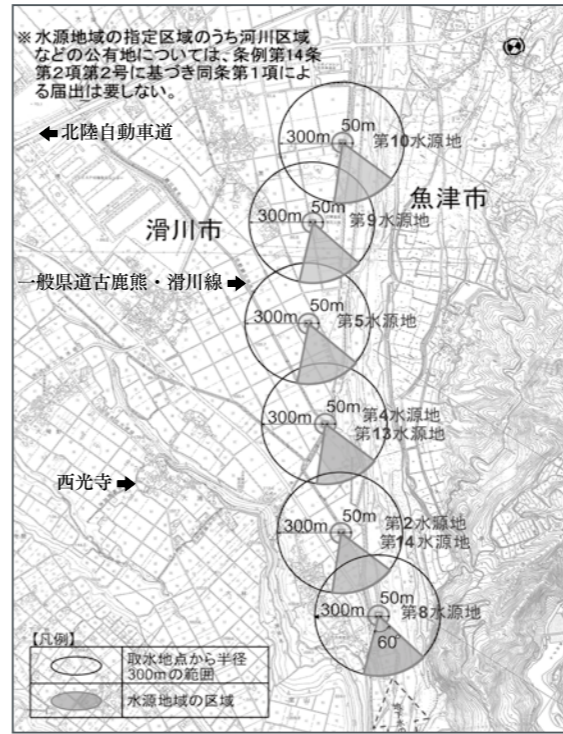 ※水源地域の指定区域のうち河川区域
などの公有地については、条例第14条
第2項第2号に基づき同条第1項によ
る届出は要しない。
北陸自動車道
50m
300m
第10水源地
魚津市
滑川市
50m
300m
第9水源地
一般県道古鹿熊・滑川線
50m
300m
第5水源地
50m
300m
第4水源地
第13水源地
西光寺
50m
300m
第2水源地
第14水源地
50m
300m
第8水源地
60°
【凡例】
取水地点から半径
300mの範囲
水源地域の区域